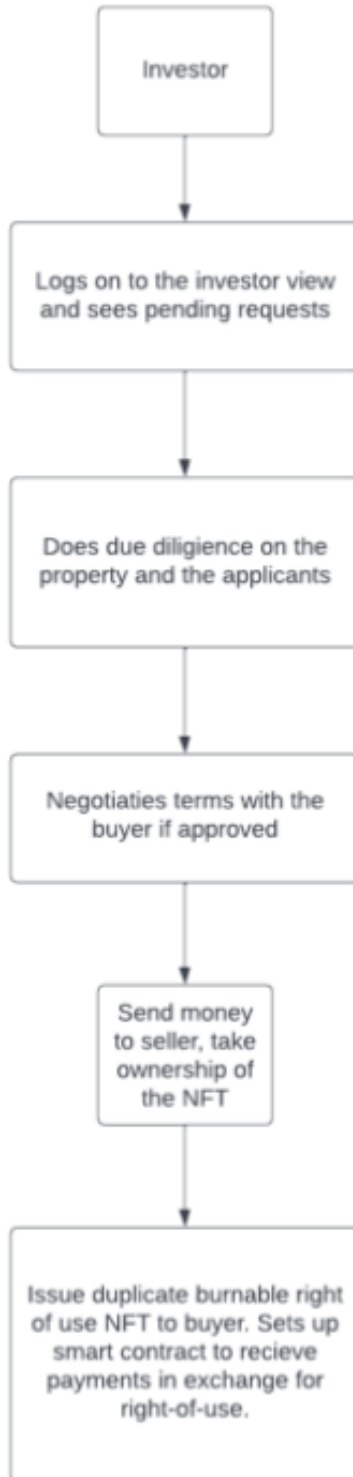 Investor
Logs on to the investor view
and sees pending requests
Does due diligience on the
property and the applicants
Negotiaties terms with the
buyer if approved
Send money
to seller, take
ownership of
the NFT
Issue duplicate burnable right
of use NFT to buyer. Sets up
smart contract to recieve
payments in exchange for
right-of-use.